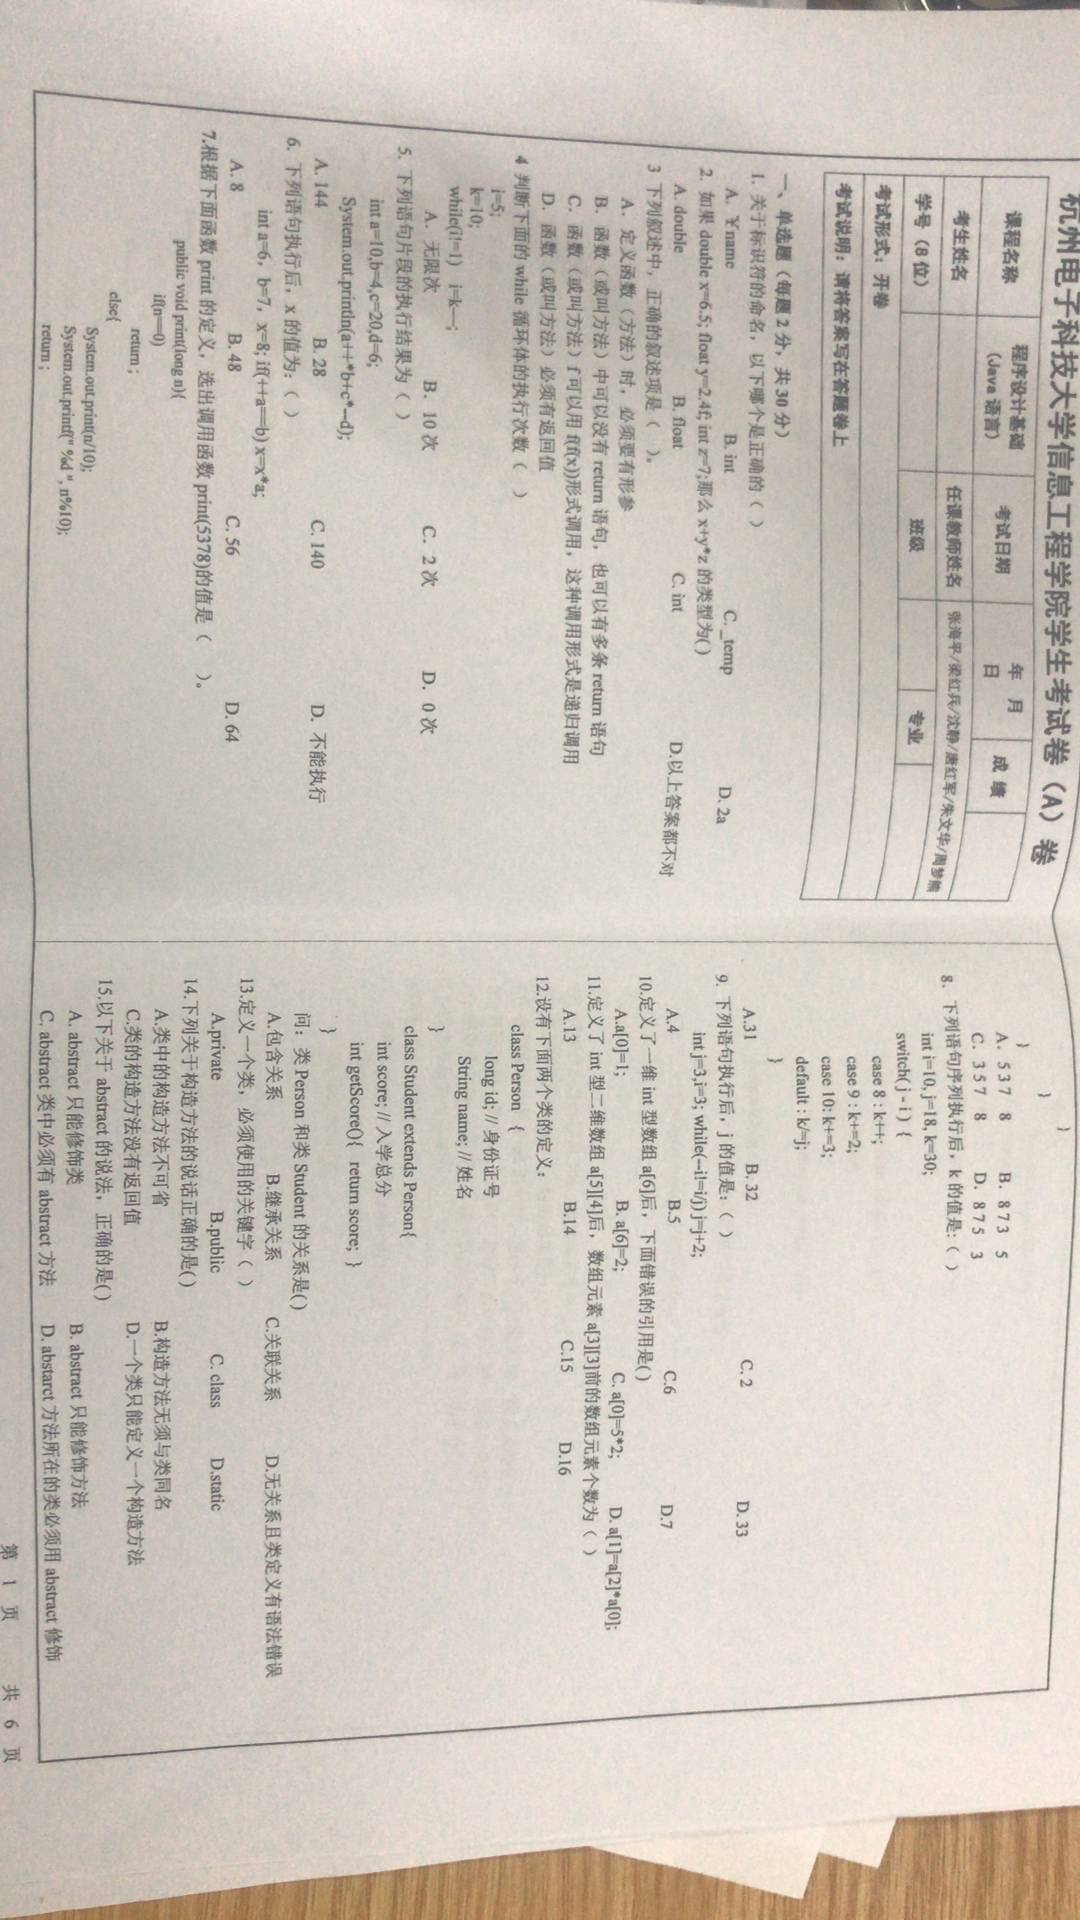 杭州电子科技大学信息工程学院学生考试卷（A）卷
课程名称 程序设计基础（Java 语言） 考试日期 年 月 日 成绩
考生姓名 任课教师姓名 张海平/梁红兵/沈静/唐红军/朱文华/周梦熊
学号（8 位） 班级 专业
考试形式：开卷
考试说明：请将答案写在答题卷上
一、单选题（每题 2 分，共 30 分）
1. 关于标识符的命名，以下哪个是正确的（ ）
A. ￥name B. int C. _temp D. 2a
2. 如果 double x=6.5; float y=2.4f; int z=7;那么 x+y*z 的类型为( )
A. double B. float C. int D.以上答案都不对
3 下列叙述中，正确的叙述项是（ ）。
A. 定义函数（方法）时，必须要有形参
B. 函数（或叫方法）中可以没有 return 语句，也可以有多条 return 语句
C. 函数（或叫方法）f 可以用 f(f(x))形式调用，这种调用形式是递归调用
D. 函数（或叫方法）必须有返回值
4 判断下面的 while 循环体的执行次数（ ）
i=5;
k=10;
while(i!=1) i=k--;
A. 无限次 B. 10 次 C. 2 次 D. 0 次
5. 下列语句片段的执行结果为（ ）
int a=10,b=4,c=20,d=6;
System.out.println(a++*b+c*--d);
A. 144 B. 28 C. 140 D. 不能执行
6. 下列语句执行后，x 的值为：（ ）
int a=6，b=7，x=8; if(++a==b) x=x*a;
A. 8 B. 48 C. 56 D. 64
7.根据下面函数 print 的定义，选出调用函数 print(5378)的值是（ ）。
public void print(long n){
if(n==0)
return ;
else{
System.out.print(n/10);
System.out.printf("%d", n%10);
return ;
}
}
A. 5 3 7 8 B. 8 7 3 5
C. 3 5 7 8 D. 8 7 5 3
8. 下列语句序列执行后，k 的值是:（ ）
int i=10, j=18, k=30;
switch( j - i ) {
case 8 : k++;
case 9 : k+=2;
case 10: k+=3;
default : k/=j;
}
A.31 B. 32 C. 2 D. 33
9. 下列语句执行后，j 的值是：（ ）
int j=3,i=3; while(--i!=i/j) j=j+2;
A.4 B.5 C.6 D.7
10.定义了一维 int 型数组 a[6]后，下面错误的引用是( )
A.a[0]=1; B. a[6]=2; C. a[0]=5*2; D. a[1]=a[2]*a[0];
11.定义了 int 型二维数组 a[5][4]后，数组元素 a[3][3]前的数组元素个数为（ ）
A.13 B.14 C.15 D.16
12.设有下面两个类的定义：
class Person {
long id; // 身份证号
String name; // 姓名
}
class Student extends Person{
int score; // 入学总分
int getScore(){ return score; }
}
问：类 Person 和类 Student 的关系是( )
A.包含关系 B.继承关系 C.关联关系 D.无关系且类定义有语法错误
13.定义一个类，必须使用的关键字（ ）
A.private B.public C. class D.static
14.下列关于构造方法的说话正确的是( )
A.类中的构造方法不可省 B.构造方法无须与类同名
C.类的构造方法没有返回值 D.一个类只能定义一个构造方法
15.以下关于 abstract 的说法，正确的是( )
A. abstract 只能修饰类 B. abstract 只能修饰方法
C. abstract 类中必须有 abstract 方法 D. abstarct 方法所在的类必须用 abstract 修饰
第 1 页 共 6 页